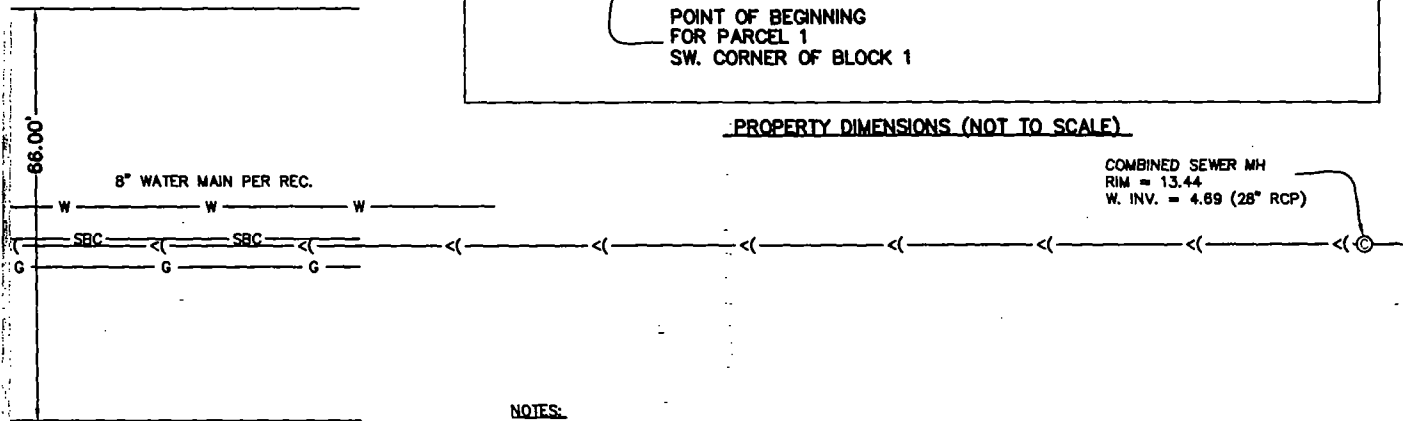 POINT OF BEGINNING
FOR PARCEL 1
SW. CORNER OF BLOCK 1
PROPERTY DIMENSIONS (NOT TO SCALE)
66.00'
8" WATER MAIN PER REC.
COMBINED SEWER MH
RIM = 13.44
W. INV. = 4.69 (28" RCP)
W W W
SBC SBC
C
G G G
NOTES: